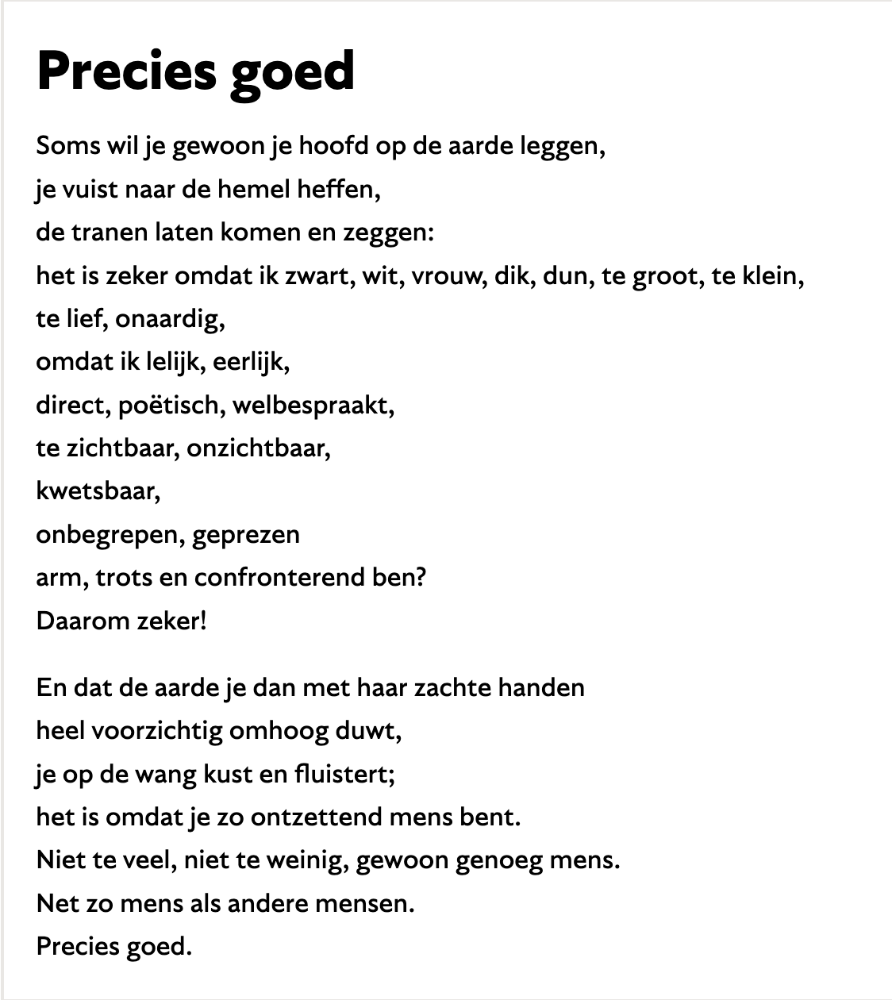 Precies goed
Soms wil je gewoon je hoofd op de aarde leggen,
je vuist naar de hemel heffen,
de tranen laten komen en zeggen:
het is zeker omdat ik zwart, wit, vrouw, dik, dun, te groot, te klein,
te lief, onaardig,
omdat ik lelijk, eerlijk,
direct, poëtisch, welbespraakt,
te zichtbaar, onzichtbaar,
kwetsbaar,
onbegrepen, geprezen
arm, trots en confronterend ben?
Daarom zeker!
En dat de aarde je dan met haar zachte handen
heel voorzichtig omhoog duwt,
je op de wang kust en fluistert;
het is omdat je zo ontzettend mens bent.
Niet te veel, niet te weinig, gewoon genoeg mens.
Net zo mens als andere mensen.
Precies goed.